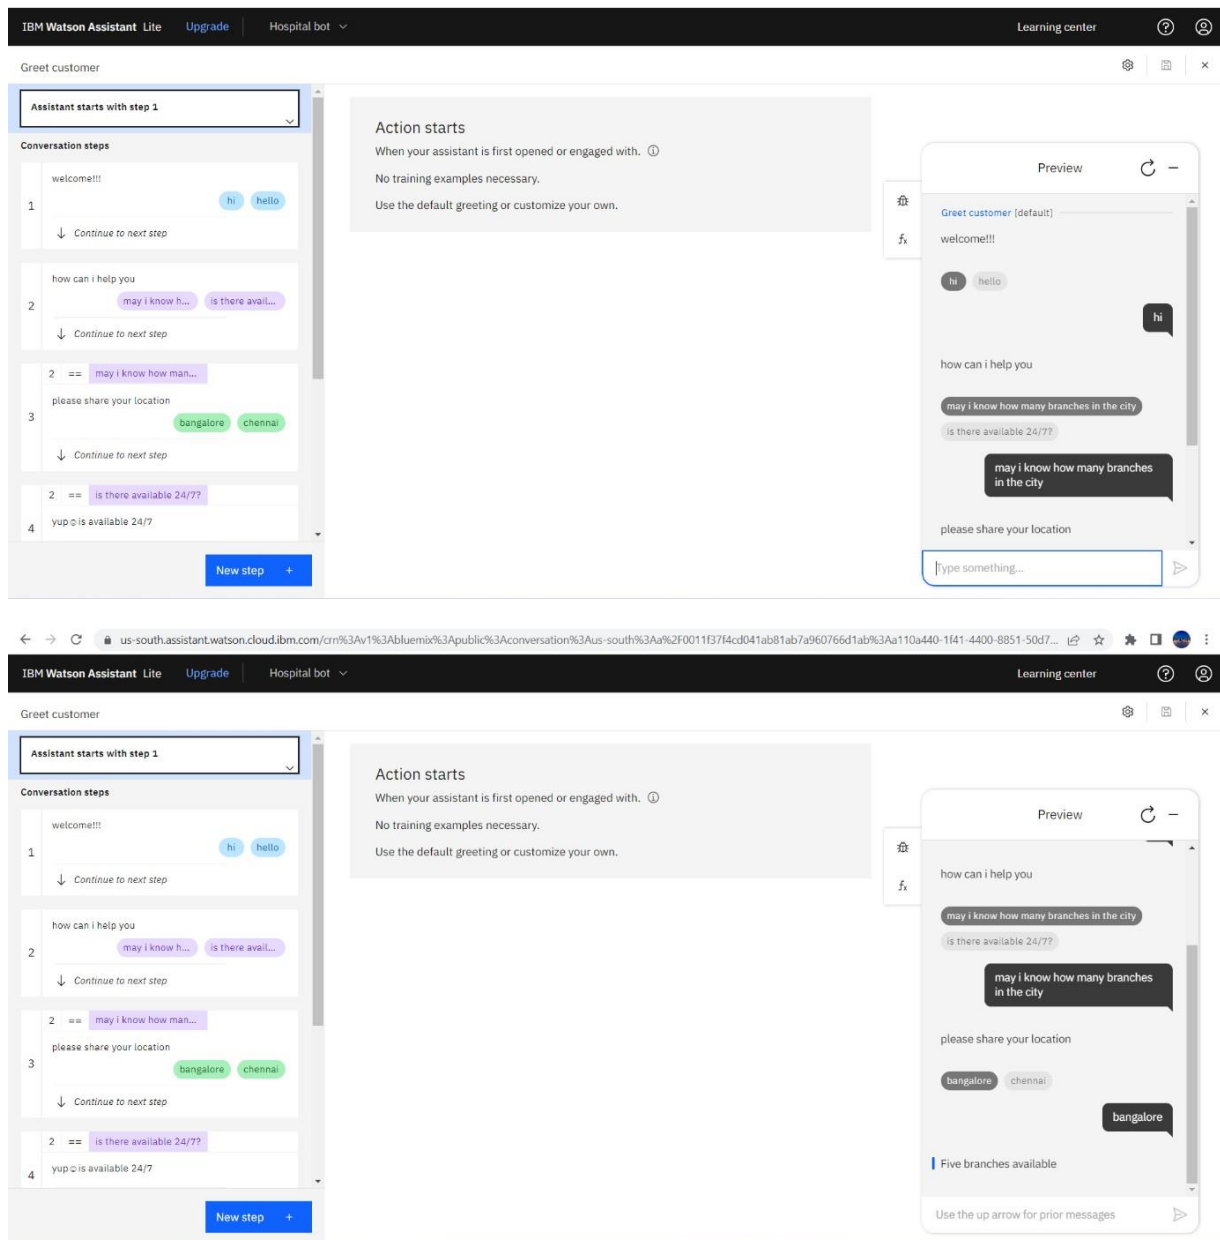 IBM Watson Assistant Lite Upgrade Hospital bot Learning center
Greet customer
Assistant starts with step 1
Conversation steps
1
welcome!!!
hi hello
Continue to next step
2
how can i help you
may i know h... is there avail...
Continue to next step
2 == may i know how man...
3
please share your location
bangalore chennai
Continue to next step
2 == is there available 24/7?
4
yup☺is available 24/7
New step +
Action starts
When your assistant is first opened or engaged with.
No training examples necessary.
Use the default greeting or customize your own.
fx
Preview
Greet customer [default]
welcome!!!
hi hello
hi
how can i help you
may i know how many branches in the city
is there available 24/7?
may i know how many branches
in the city
please share your location
Type something...
us-south.assistant.watson.cloud.ibm.com/crn%3Av1%3Abluemix%3Apublic%3Aconversation%3Aus-south%3Aa%2F0011f37f4cd041ab81ab7a960766d1ab%3Aa110a440-1f41-4400-8851-50d7...
IBM Watson Assistant Lite Upgrade Hospital bot Learning center
Greet customer
Assistant starts with step 1
Conversation steps
1
welcome!!!
hi hello
Continue to next step
2
how can i help you
may i know h... is there avail...
Continue to next step
2 == may i know how man...
3
please share your location
bangalore chennai
Continue to next step
2 == is there available 24/7?
4
yup☺is available 24/7
New step +
Action starts
When your assistant is first opened or engaged with.
No training examples necessary.
Use the default greeting or customize your own.
fx
Preview
how can i help you
may i know how many branches in the city
is there available 24/7?
may i know how many branches
in the city
please share your location
bangalore chennai
bangalore
Five branches available
Use the up arrow for prior messages